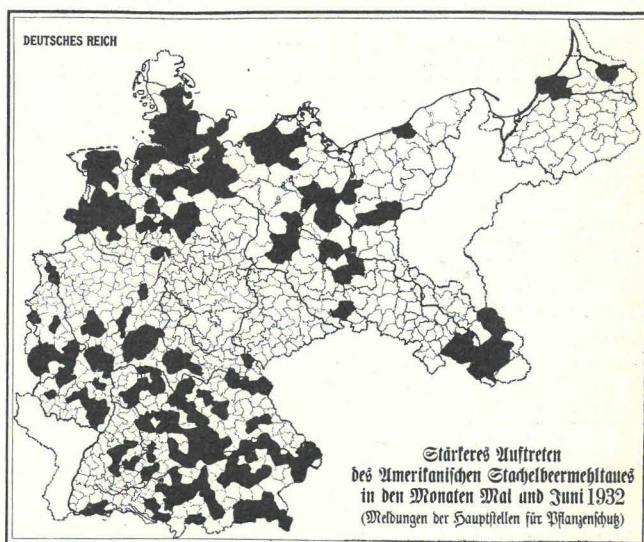 DEUTSCHES REICH
Stärkeres Auftreten
des Amerikanischen Stachelbeermehltaues
in den Monaten Mai und Juni 1932
(Meldungen der Hauptstellen für Pflanzenschutz)